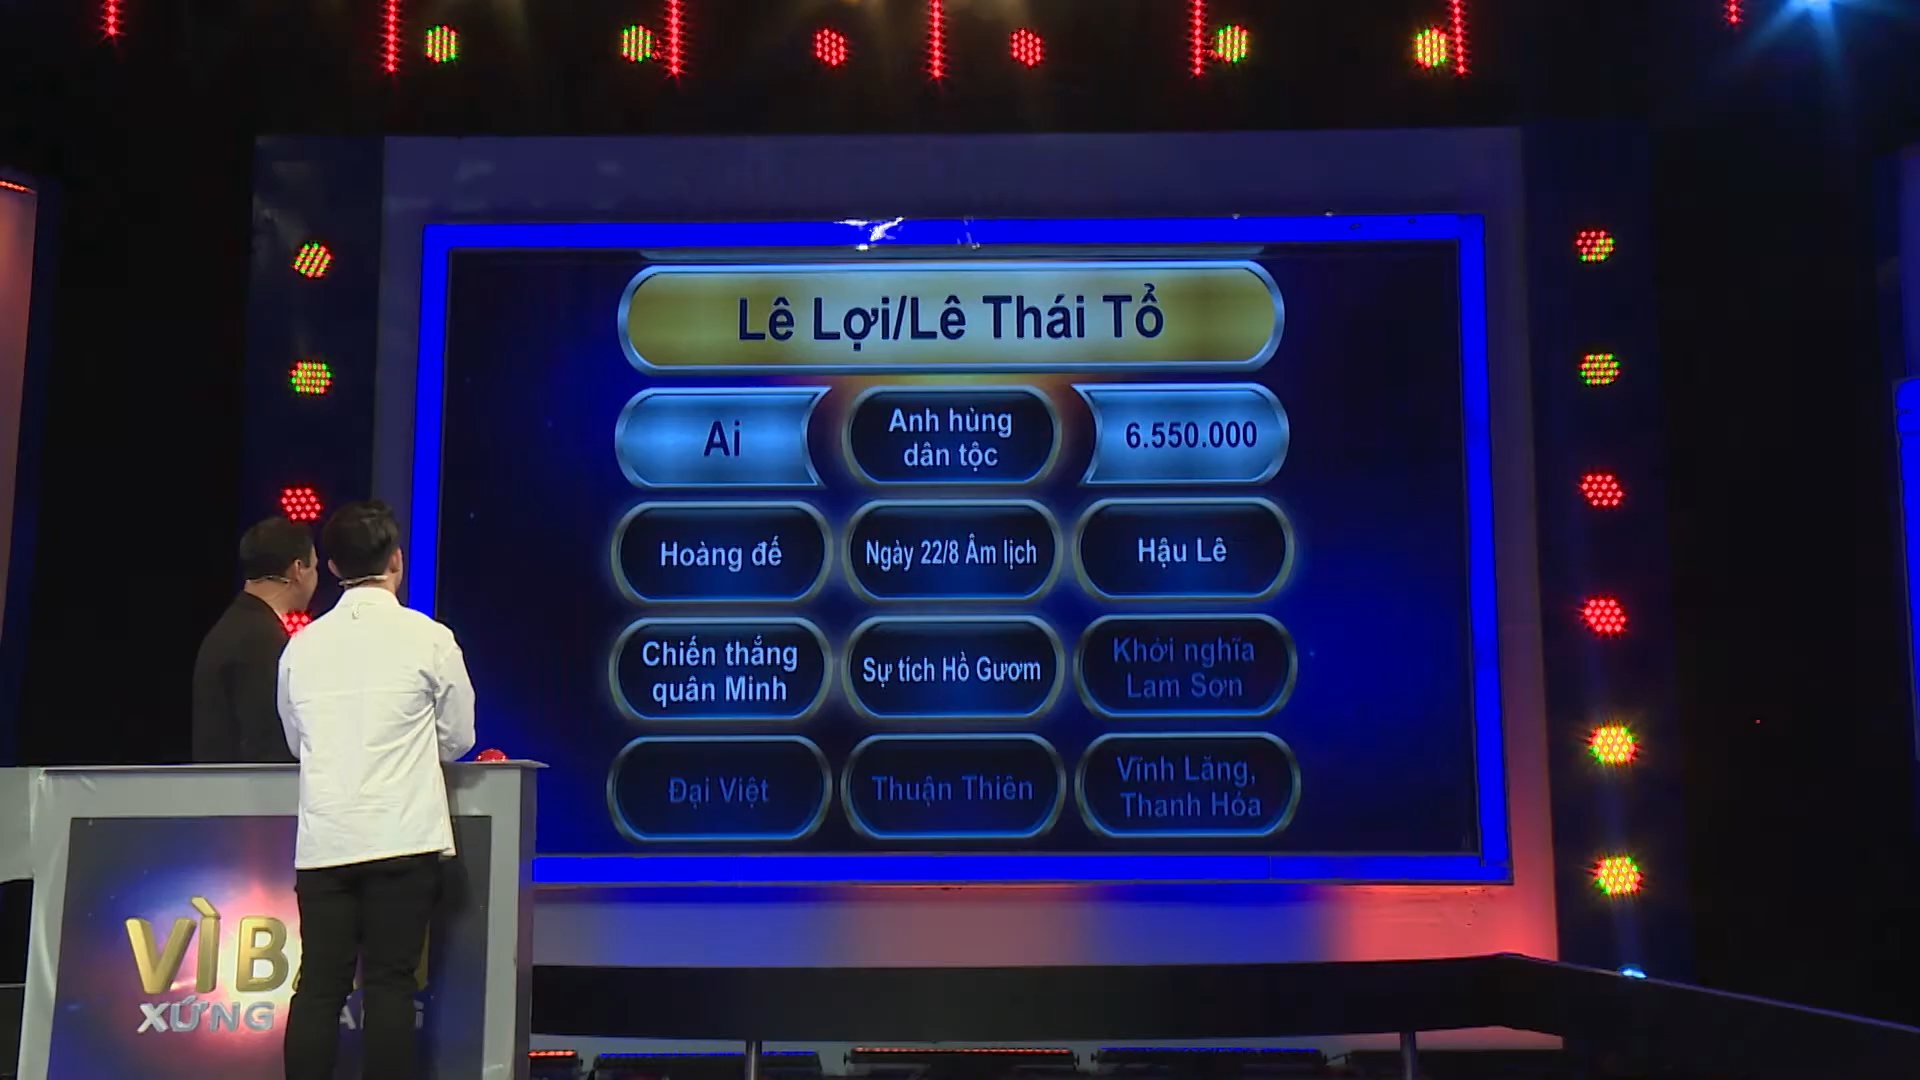 Lê Lợi/Lê Thái Tổ
Ai
Anh hùng
dân tộc
6.550.000
Hoàng đế
Ngày 22/8 Âm lịch
Hậu Lê
Chiến thắng
quân Minh
Sự tích Hồ Gươm
Khởi nghĩa
Lam Sơn
Đại Việt
Thuận Thiên
Vĩnh Lăng,
Thanh Hóa
VÌ B
XỨNG